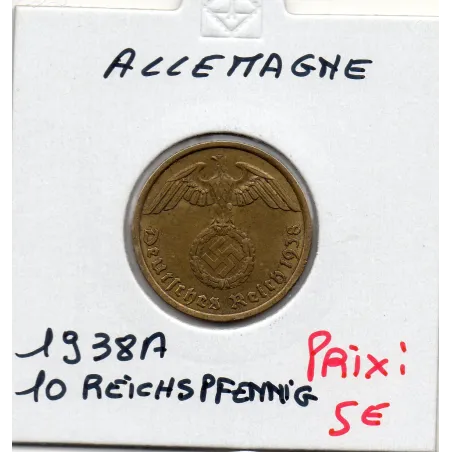 ALLEMAGNE
Deutsches Reich 1938
1938A
10 REICHSPFENNIG
PRix:
5€